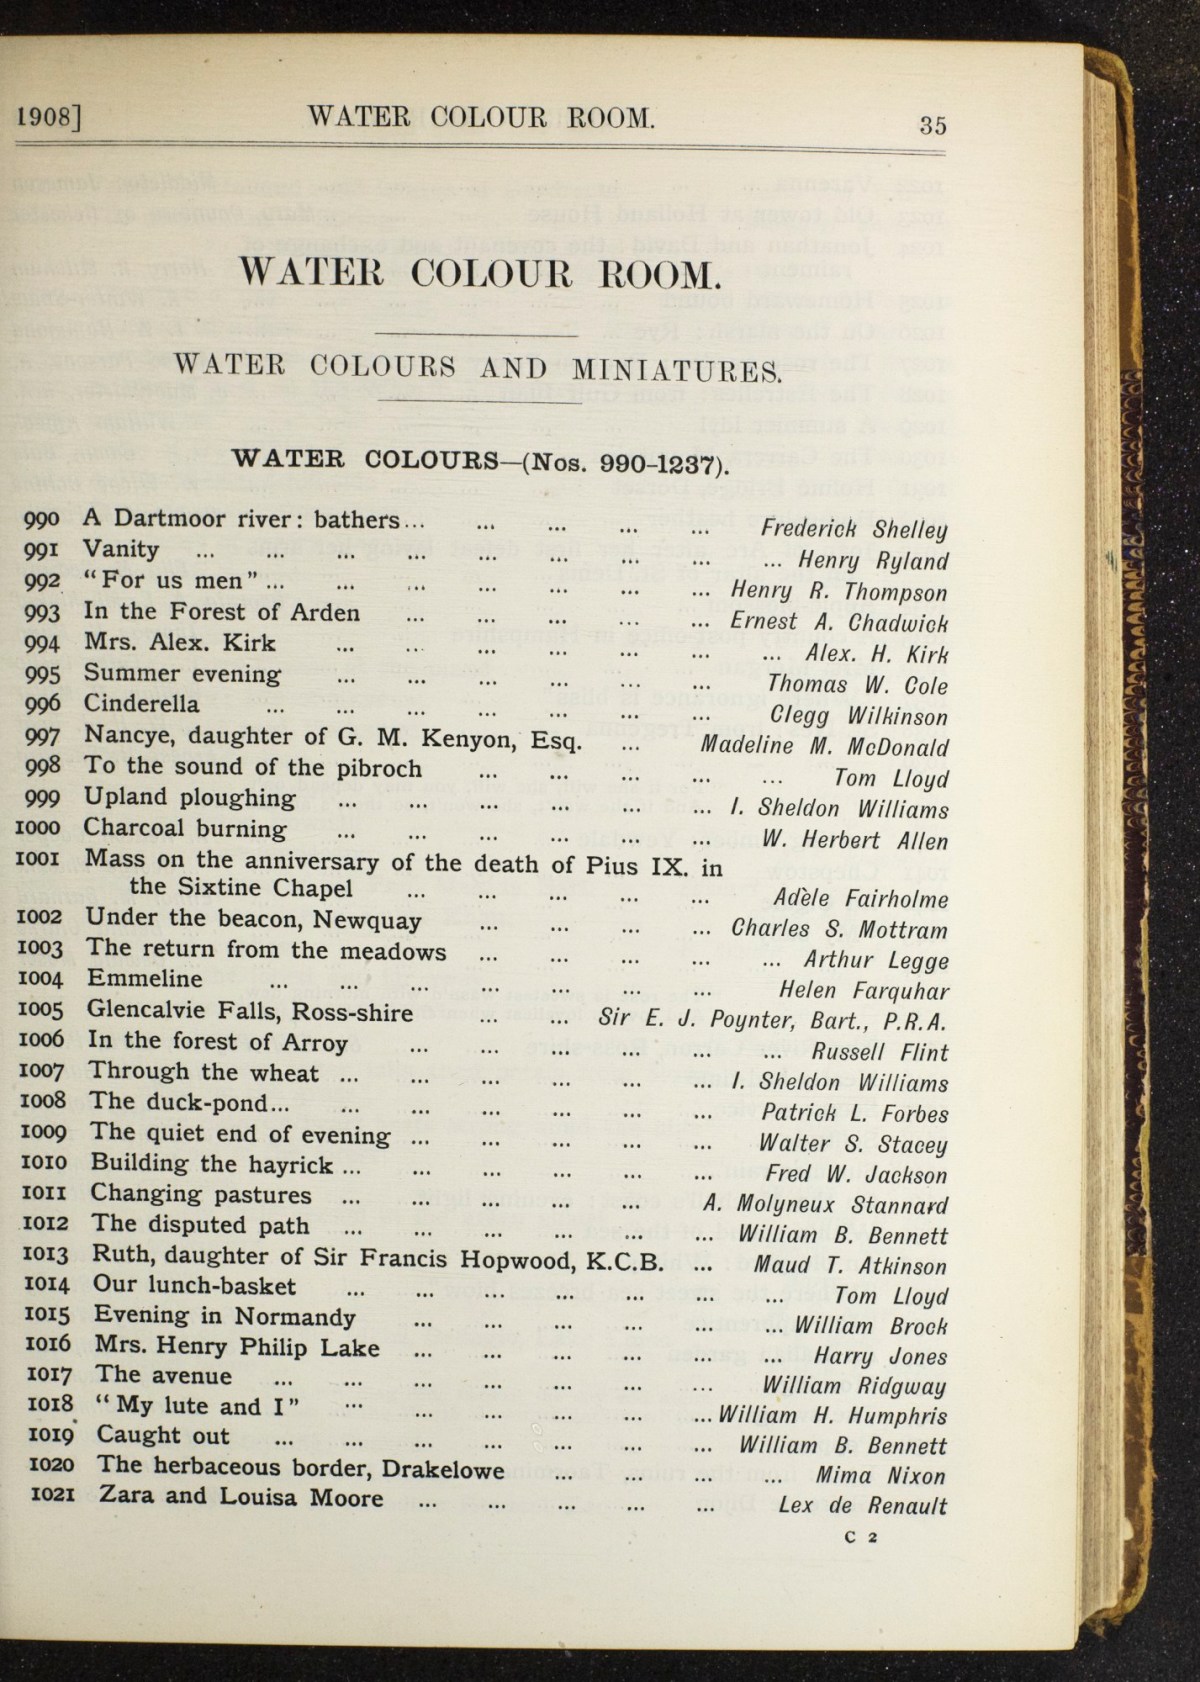 1908] WATER COLOUR ROOM. 35
WATER COLOUR ROOM.
WATER COLOURS AND MINIATURES.
WATER COLOURS—(Nos. 990-1237).
990 A Dartmoor river: bathers... ... ... ... ... Frederick Shelley
991 Vanity ... ... ... ... ... ... ... ... ... Henry Ryland
992 "For us men" ... ... ... ... ... ... ... Henry R. Thompson
993 In the Forest of Arden ... ... ... ... ... Ernest A. Chadwick
994 Mrs. Alex. Kirk ... ... ... ... ... ... ... Alex. H. Kirk
995 Summer evening ... ... ... ... ... ... Thomas W. Cole
996 Cinderella ... ... ... ... ... ... ... Clegg Wilkinson
997 Nancye, daughter of G. M. Kenyon, Esq. ... Madeline M. McDonald
998 To the sound of the pibroch ... ... ... ... ... Tom Lloyd
999 Upland ploughing ... ... ... ... ... ... I. Sheldon Williams
1000 Charcoal burning ... ... ... ... ... ... W. Herbert Allen
1001 Mass on the anniversary of the death of Pius IX. in
the Sixtine Chapel ... ... ... ... ... Adèle Fairholme
1002 Under the beacon, Newquay ... ... ... ... Charles S. Mottram
1003 The return from the meadows ... ... ... ... ... Arthur Legge
1004 Emmeline ... ... ... ... ... ... ... Helen Farquhar
1005 Glencalvie Falls, Ross-shire ... ... Sir E. J. Poynter, Bart., P.R.A.
1006 In the forest of Arroy ... ... ... ... ... ... Russell Flint
1007 Through the wheat ... ... ... ... ... ... I. Sheldon Williams
1008 The duck-pond... ... ... ... ... ... ... Patrick L. Forbes
1009 The quiet end of evening ... ... ... ... ... Walter S. Stacey
1010 Building the hayrick ... ... ... ... ... ... Fred W. Jackson
1011 Changing pastures ... ... ... ... ... A. Molyneux Stannard
1012 The disputed path ... ... ... ... ... ... William B. Bennett
1013 Ruth, daughter of Sir Francis Hopwood, K.C.B. ... Maud T. Atkinson
1014 Our lunch-basket ... ... ... ... ... ... ... Tom Lloyd
1015 Evening in Normandy ... ... ... ... ... ... William Brock
1016 Mrs. Henry Philip Lake ... ... ... ... ... ... Harry Jones
1017 The avenue ... ... ... ... ... ... ... William Ridgway
1018 "My lute and I" ... ... ... ... ... ... William H. Humphris
1019 Caught out ... ... ... ... ... ... ... William B. Bennett
1020 The herbaceous border, Drakelowe ... ... ... ... Mima Nixon
1021 Zara and Louisa Moore ... ... ... ... ... Lex de Renault
C 2